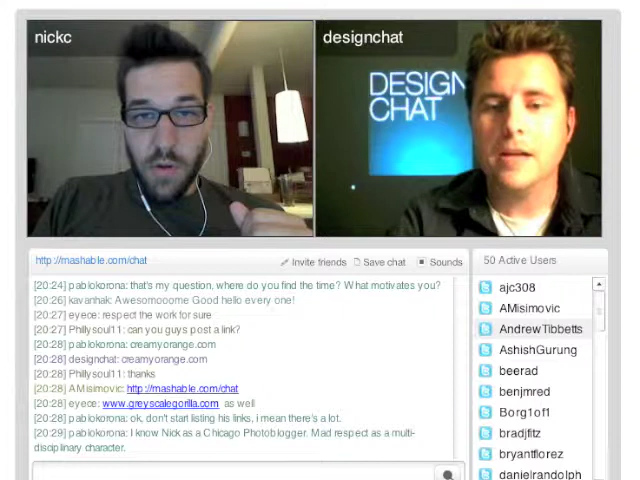 nickc
designchat
DESIGN
CHAT
http://mashable.com/chat
Invite friends
Save chat
Sounds
50 Active Users
[20:24] pablokorona: that's my question, where do you find the time? What motivates you?
[20:26] kavanhak: Awesomooome Good hello every one!
[20:27] eyece: respect the work for sure
[20:27] Phillysoul11: can you guys post a link?
[20:28] pablokorona: creamyorange.com
[20:28] designchat: creamyorange.com
[20:28] Phillysoul11: thanks
[20:28] AMisimovic: http://mashable.com/chat
[20:28] eyece: www.greyscalegorilla.com as well
[20:28] pablokorona: ok, don't start listing his links, i mean there's a lot.
[20:29] pablokorona: I know Nick as a Chicago Photoblogger. Mad respect as a multi-
disciplinary character.
ajc308
AMisimovic
AndrewTibbetts
AshishGurung
beerad
benjmred
Borg1of1
bradjfitz
bryantflorez
danielrandolph